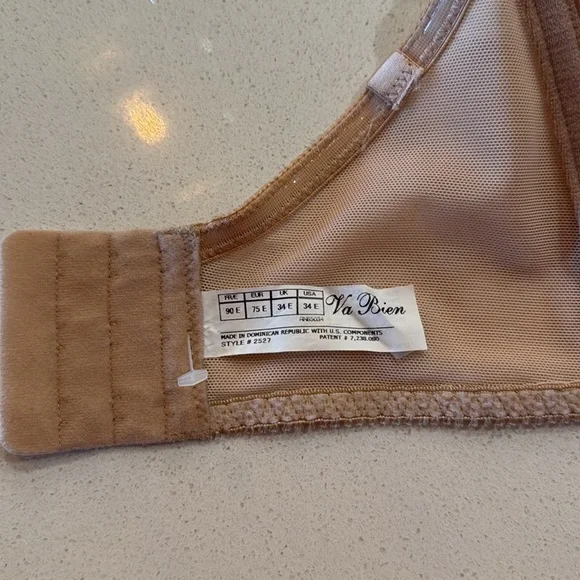 FR/E EUR UK USA
90 E 75 E 34 E 34 E
Va Bien
MADE IN DOMINICAN REPUBLIC WITH U.S. COMPONENTS
STYLE # 2527 PATENT # 7,238.080